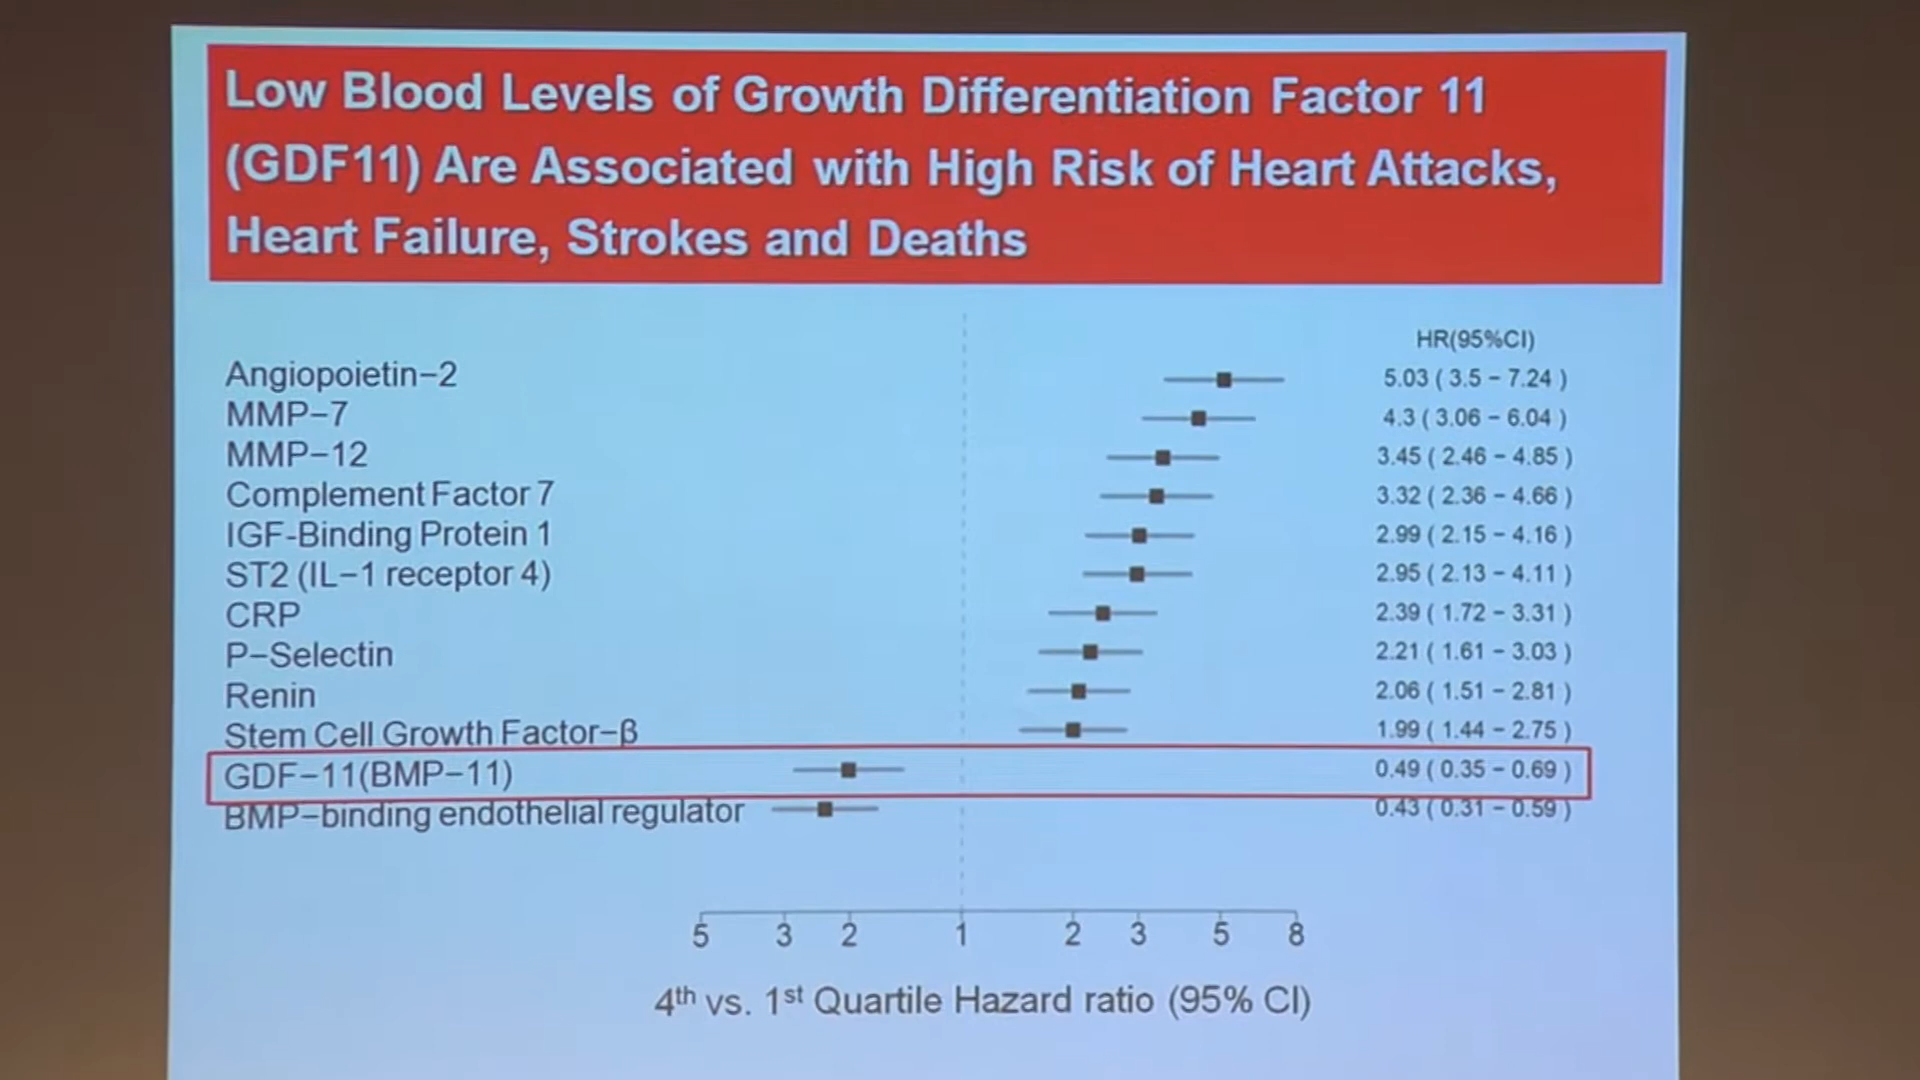 Low Blood Levels of Growth Differentiation Factor 11
(GDF11) Are Associated with High Risk of Heart Attacks,
Heart Failure, Strokes and Deaths
HR(95%CI)
Angiopoietin−2 5.03 ( 3.5 − 7.24 )
MMP−7 4.3 ( 3.06 − 6.04 )
MMP−12 3.45 ( 2.46 − 4.85 )
Complement Factor 7 3.32 ( 2.36 − 4.66 )
IGF-Binding Protein 1 2.99 ( 2.15 − 4.16 )
ST2 (IL−1 receptor 4) 2.95 ( 2.13 − 4.11 )
CRP 2.39 ( 1.72 − 3.31 )
P−Selectin 2.21 ( 1.61 − 3.03 )
Renin 2.06 ( 1.51 − 2.81 )
Stem Cell Growth Factor−β 1.99 ( 1.44 − 2.75 )
GDF−11(BMP−11) 0.49 ( 0.35 − 0.69 )
BMP−binding endothelial regulator 0.43 ( 0.31 − 0.59 )
5 3 2 1 2 3 5 8
4th vs. 1st Quartile Hazard ratio (95% CI)